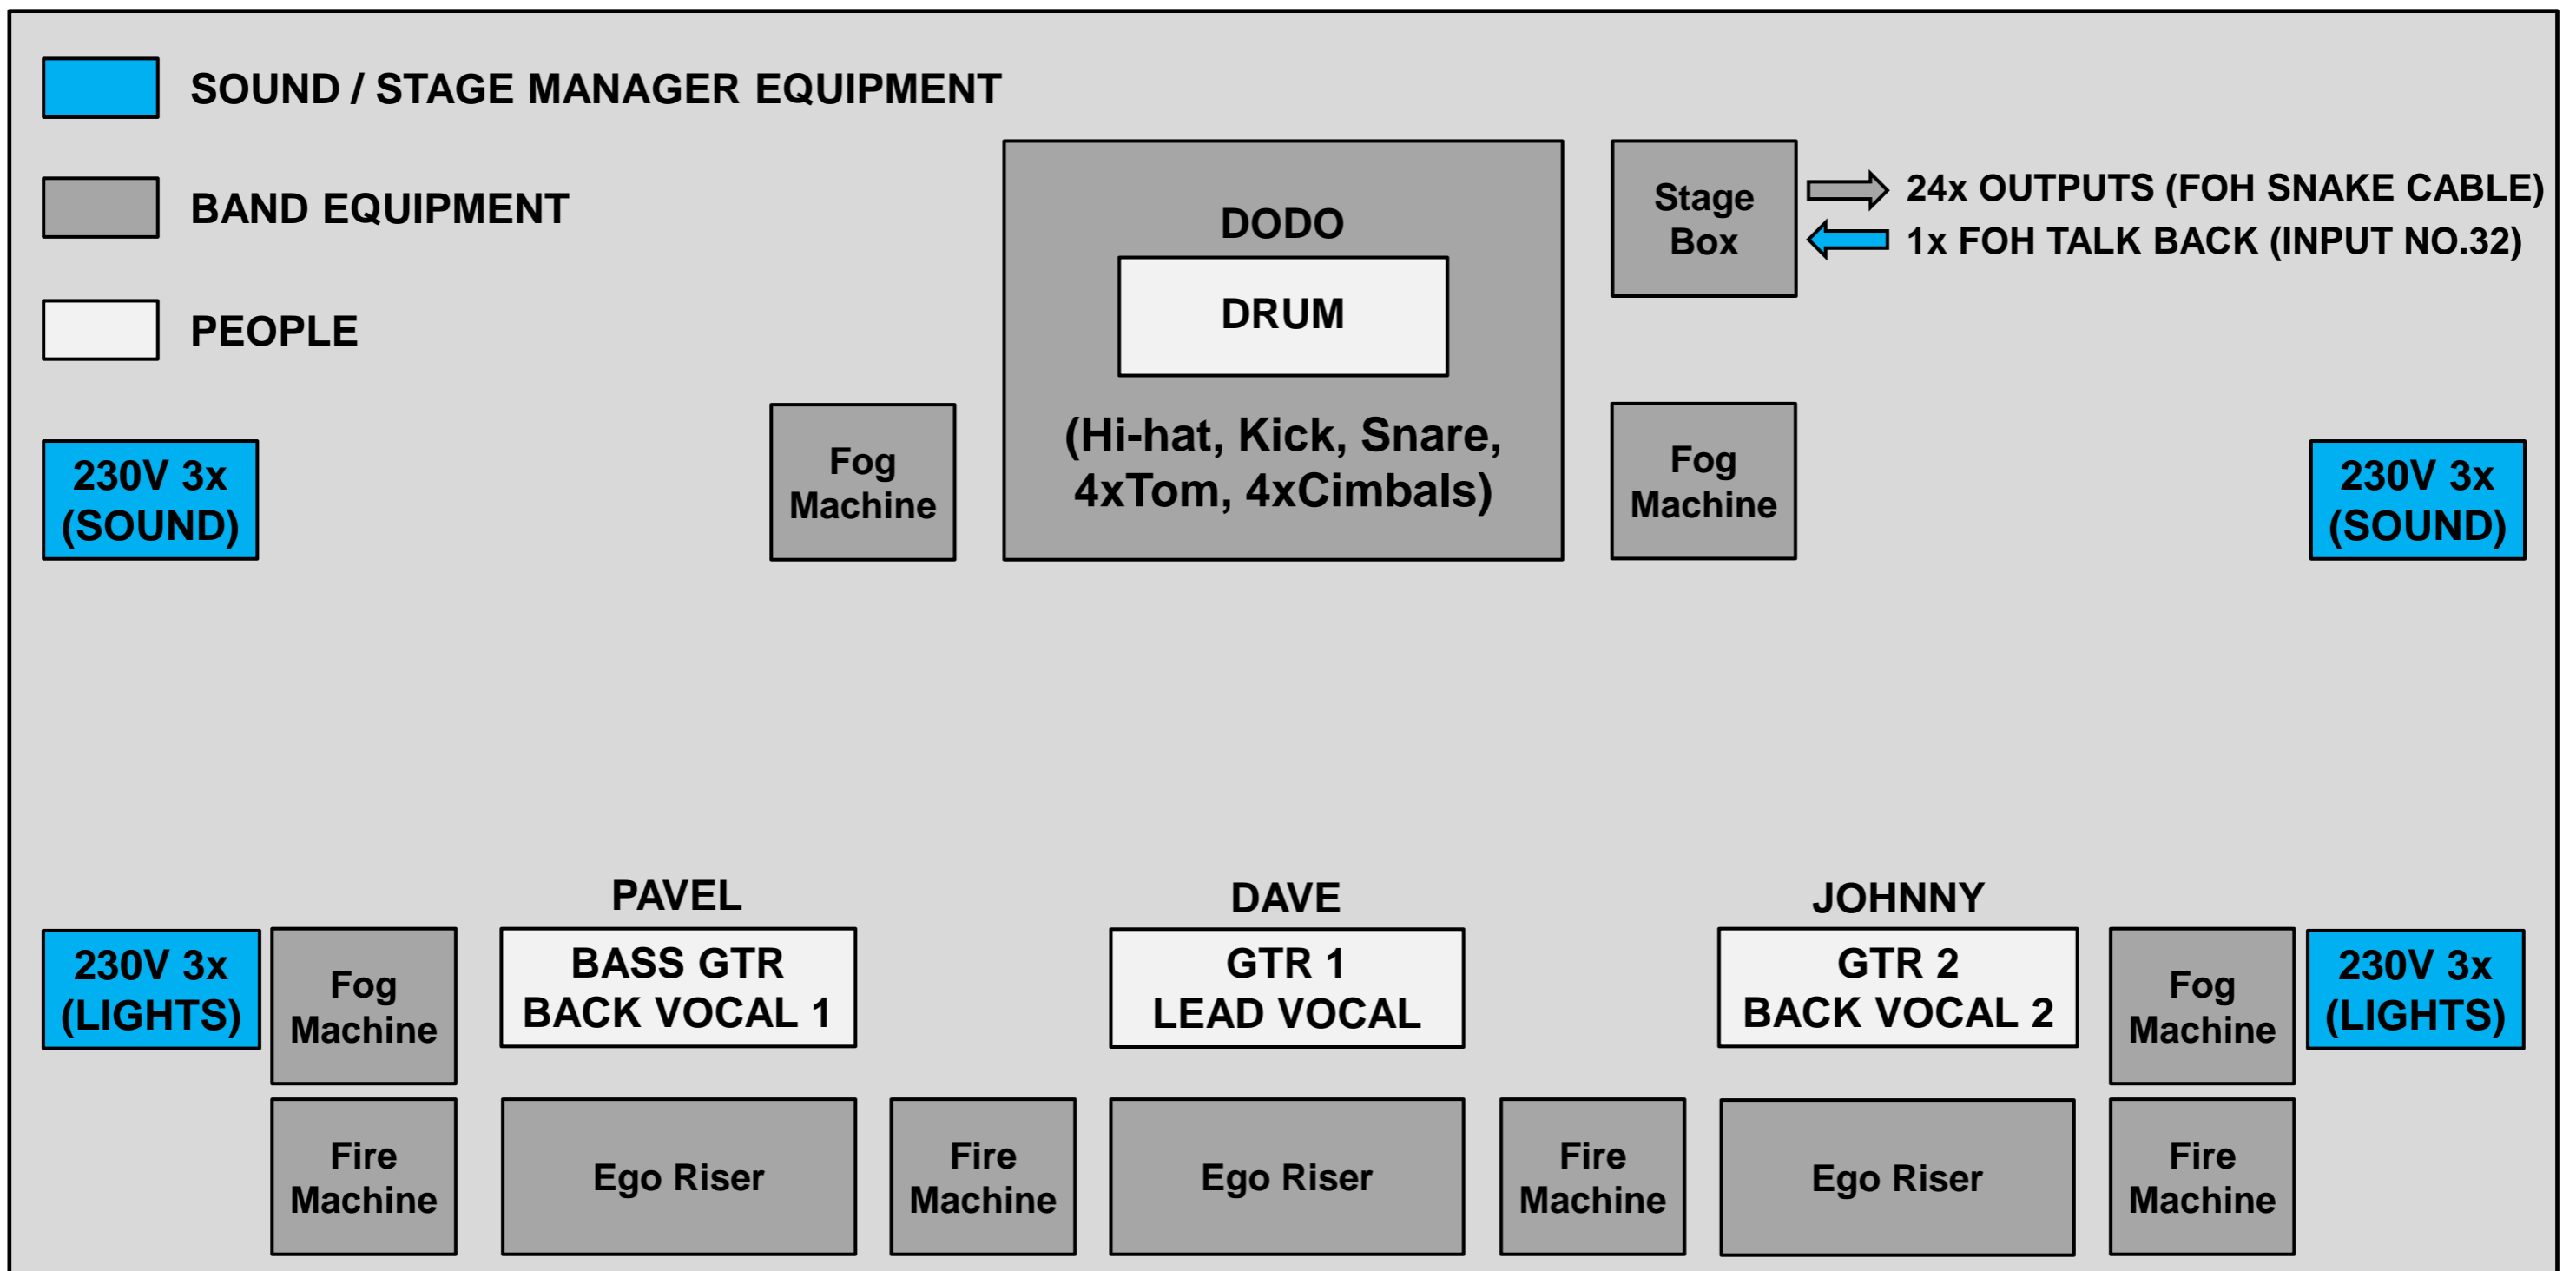 SOUND / STAGE MANAGER EQUIPMENT
BAND EQUIPMENT
PEOPLE
DODO
DRUM
(Hi-hat, Kick, Snare,
4xTom, 4xCimbals)
Stage
Box
24x OUTPUTS (FOH SNAKE CABLE)
1x FOH TALK BACK (INPUT NO.32)
230V 3x
(SOUND)
Fog
Machine
Fog
Machine
230V 3x
(SOUND)
PAVEL
DAVE
JOHNNY
230V 3x
(LIGHTS)
Fog
Machine
BASS GTR
BACK VOCAL 1
GTR 1
LEAD VOCAL
GTR 2
BACK VOCAL 2
Fog
Machine
230V 3x
(LIGHTS)
Fire
Machine
Ego Riser
Fire
Machine
Ego Riser
Fire
Machine
Ego Riser
Fire
Machine